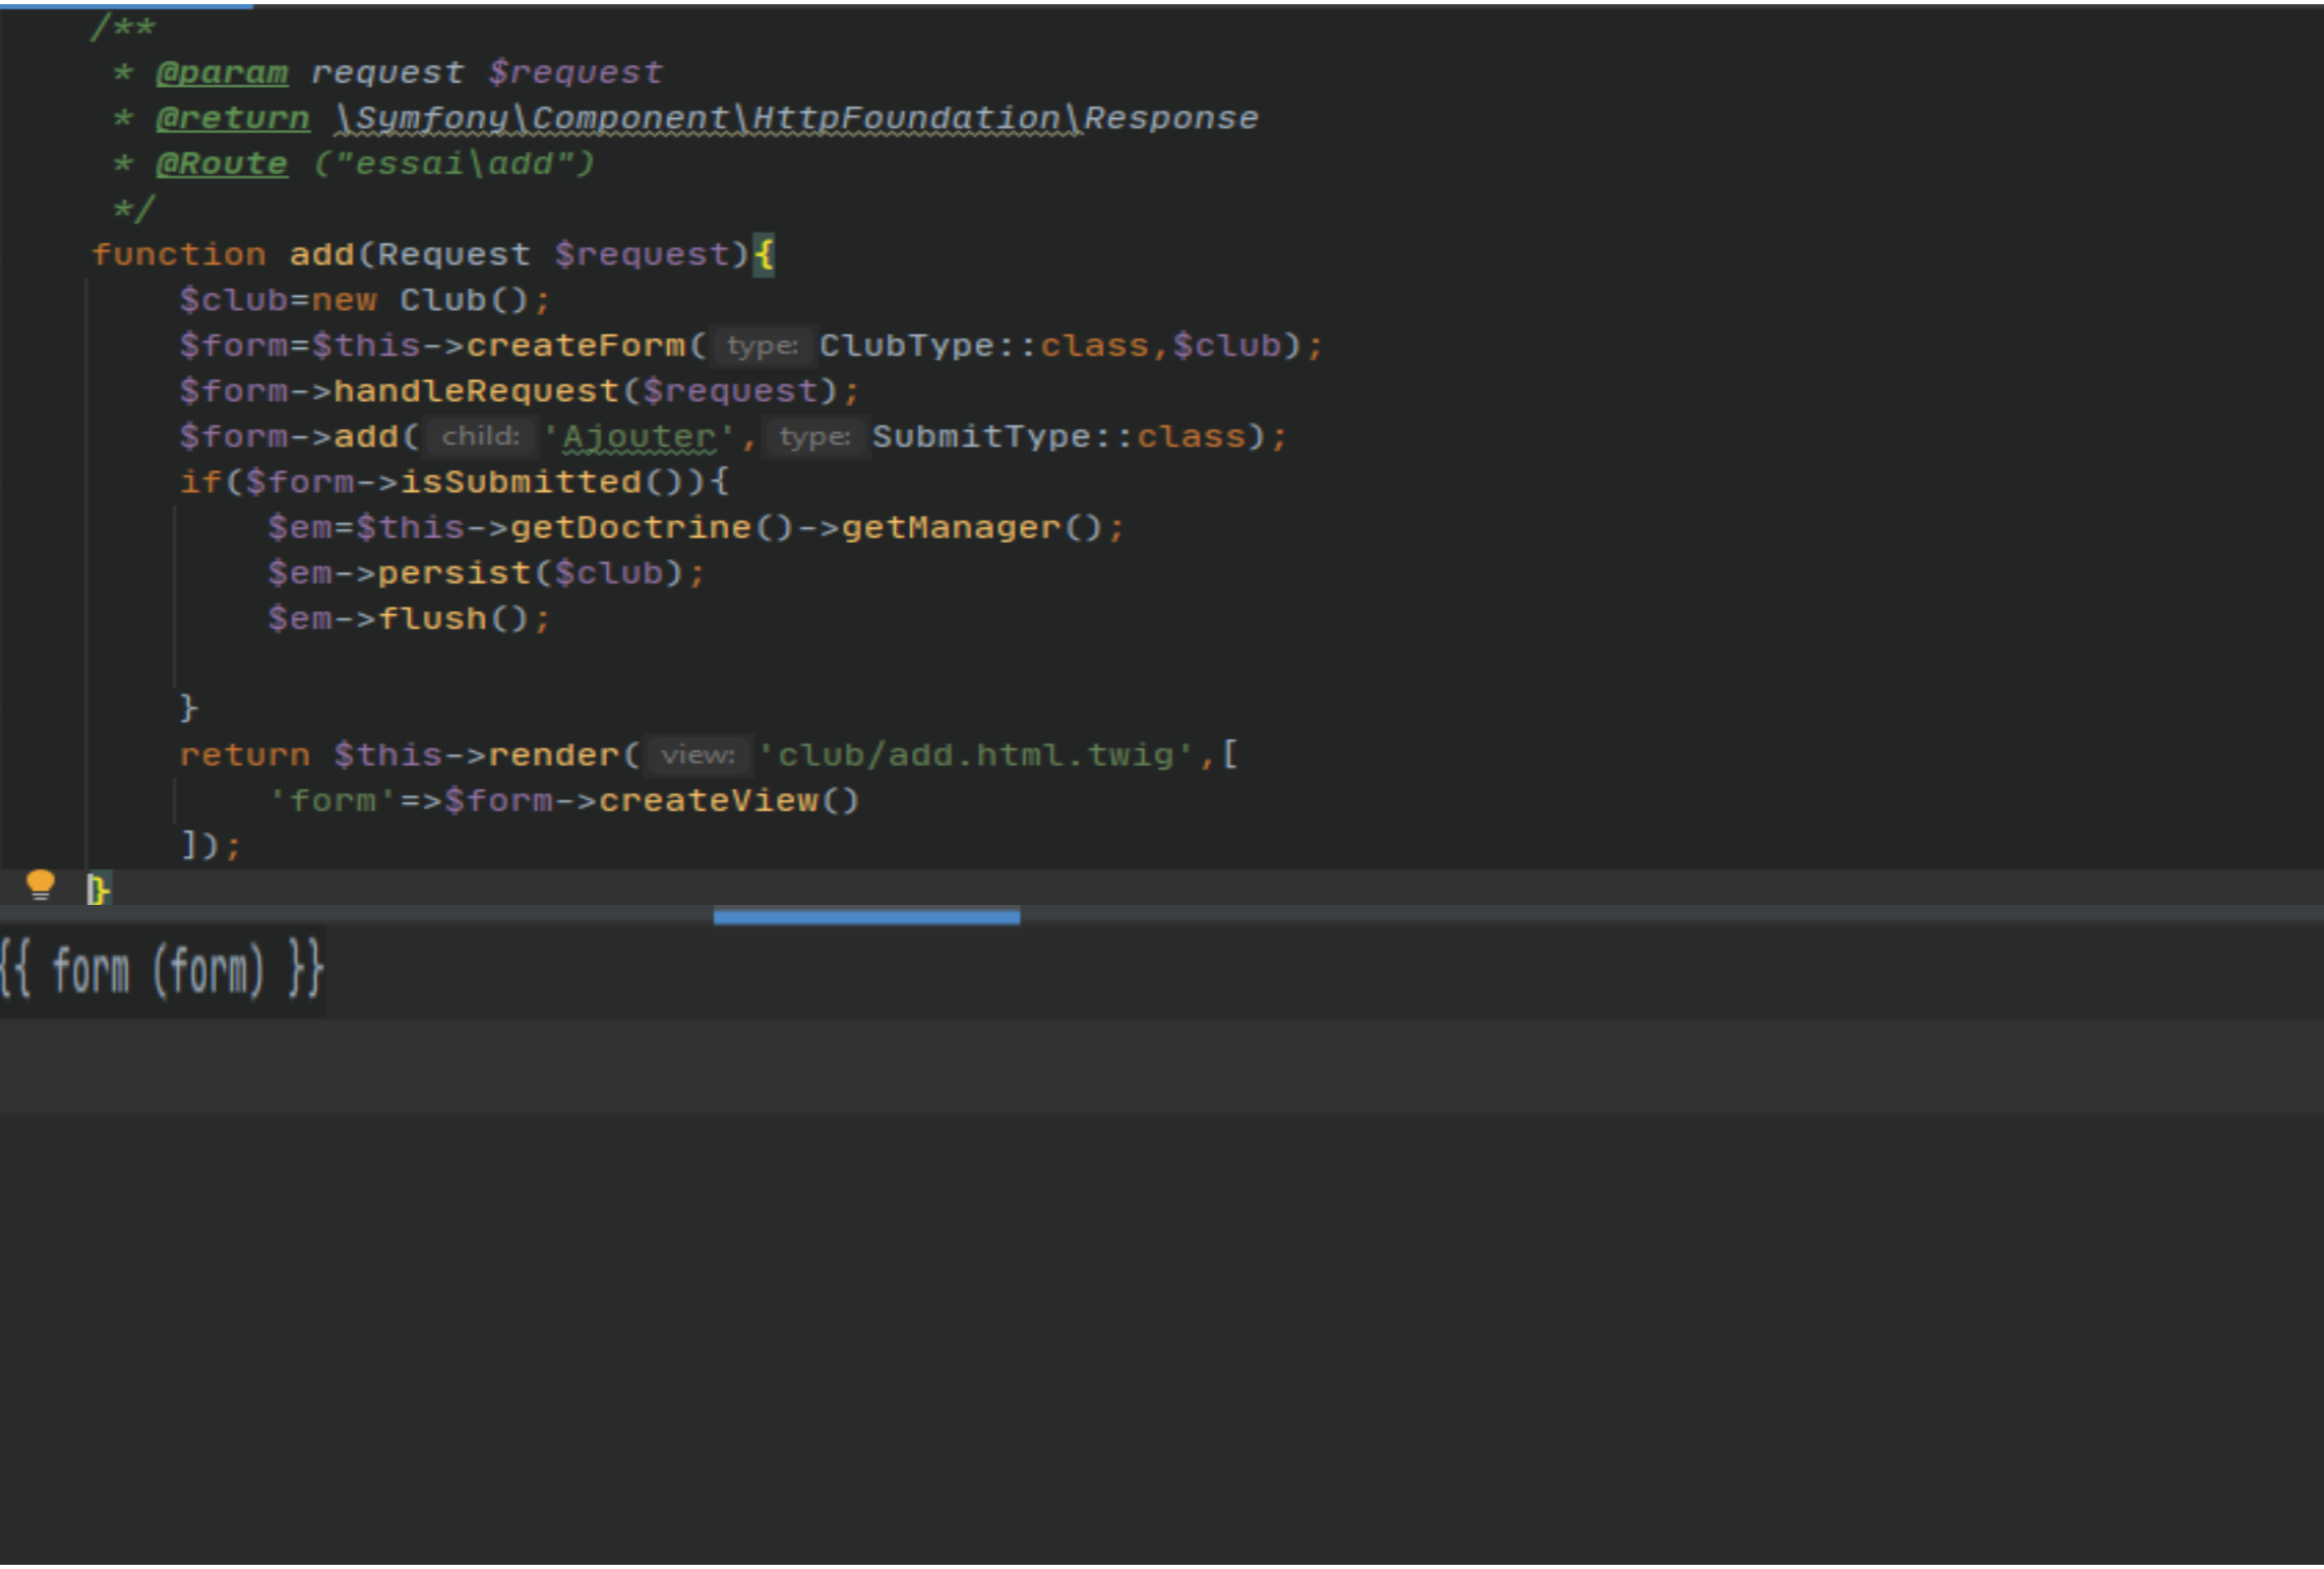 /**
* @param request $request
* @return \Symfony\Component\HttpFoundation\Response
* @Route ("essai\add")
*/
function add(Request $request){
$club=new Club();
$form=$this->createForm( type: ClubType::class,$club);
$form->handleRequest($request);
$form->add( child: 'Ajouter', type: SubmitType::class);
if($form->isSubmitted()){
$em=$this->getDoctrine()->getManager();
$em->persist($club);
$em->flush();
}
return $this->render( view: 'club/add.html.twig',[
'form'=>$form->createView()
]);
}
{{ form (form) }}